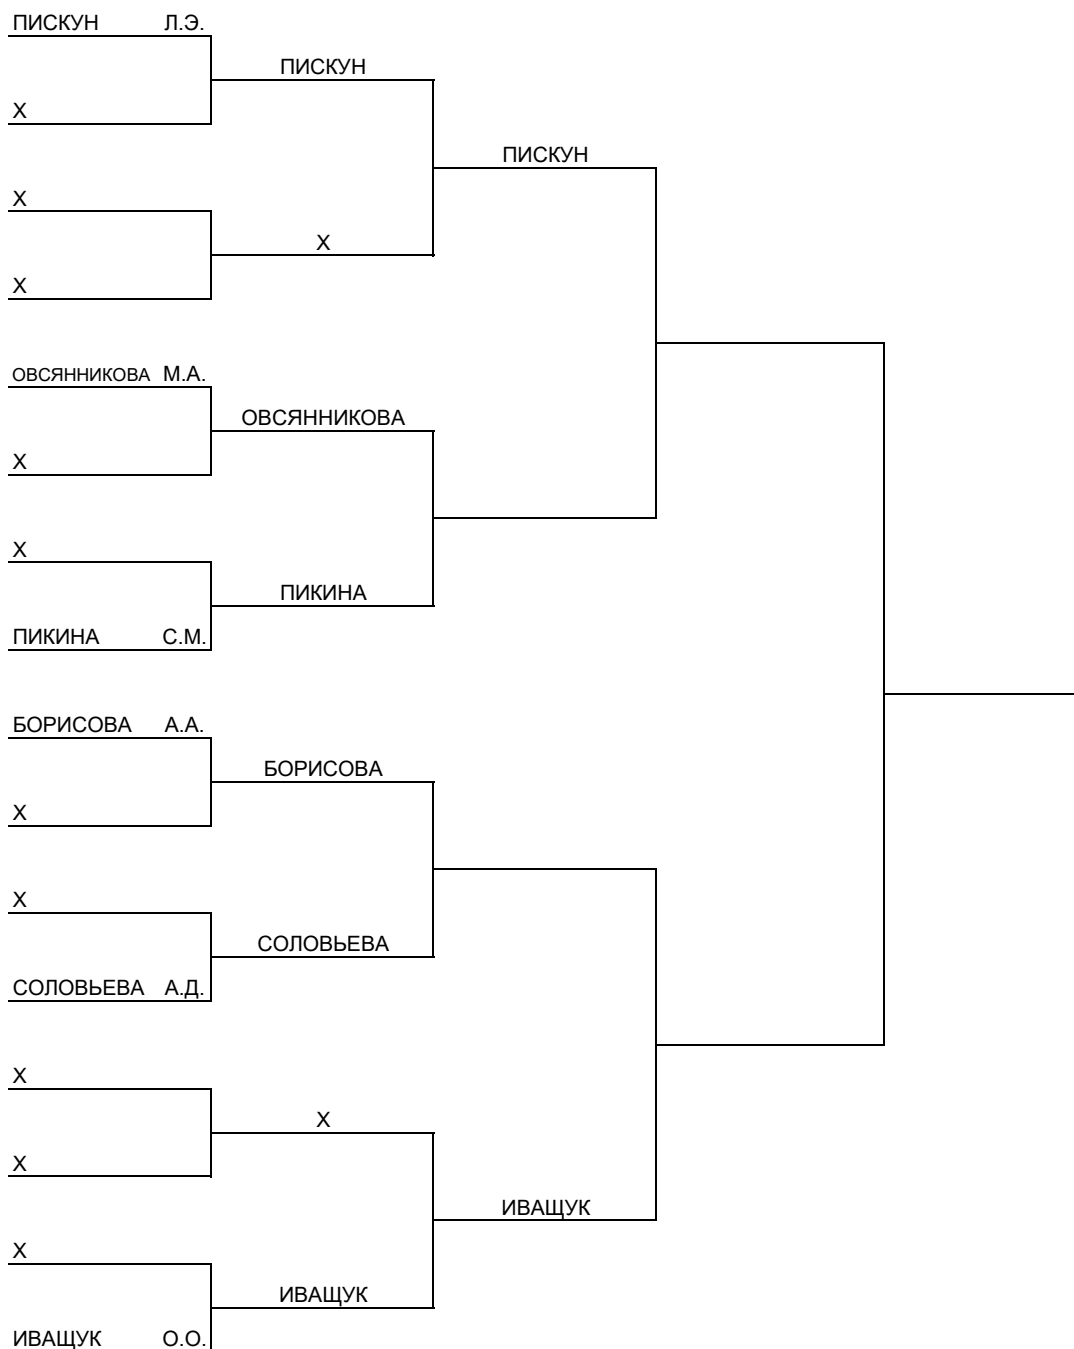 ПИСКУН Л.Э.
ПИСКУН
Х
ПИСКУН
Х
Х
Х
ОВСЯННИКОВА М.А.
ОВСЯННИКОВА
Х
Х
ПИКИНА
ПИКИНА С.М.
БОРИСОВА А.А.
БОРИСОВА
Х
Х
СОЛОВЬЕВА
СОЛОВЬЕВА А.Д.
Х
Х
Х
ИВАЩУК
Х
ИВАЩУК
ИВАЩУК О.О.